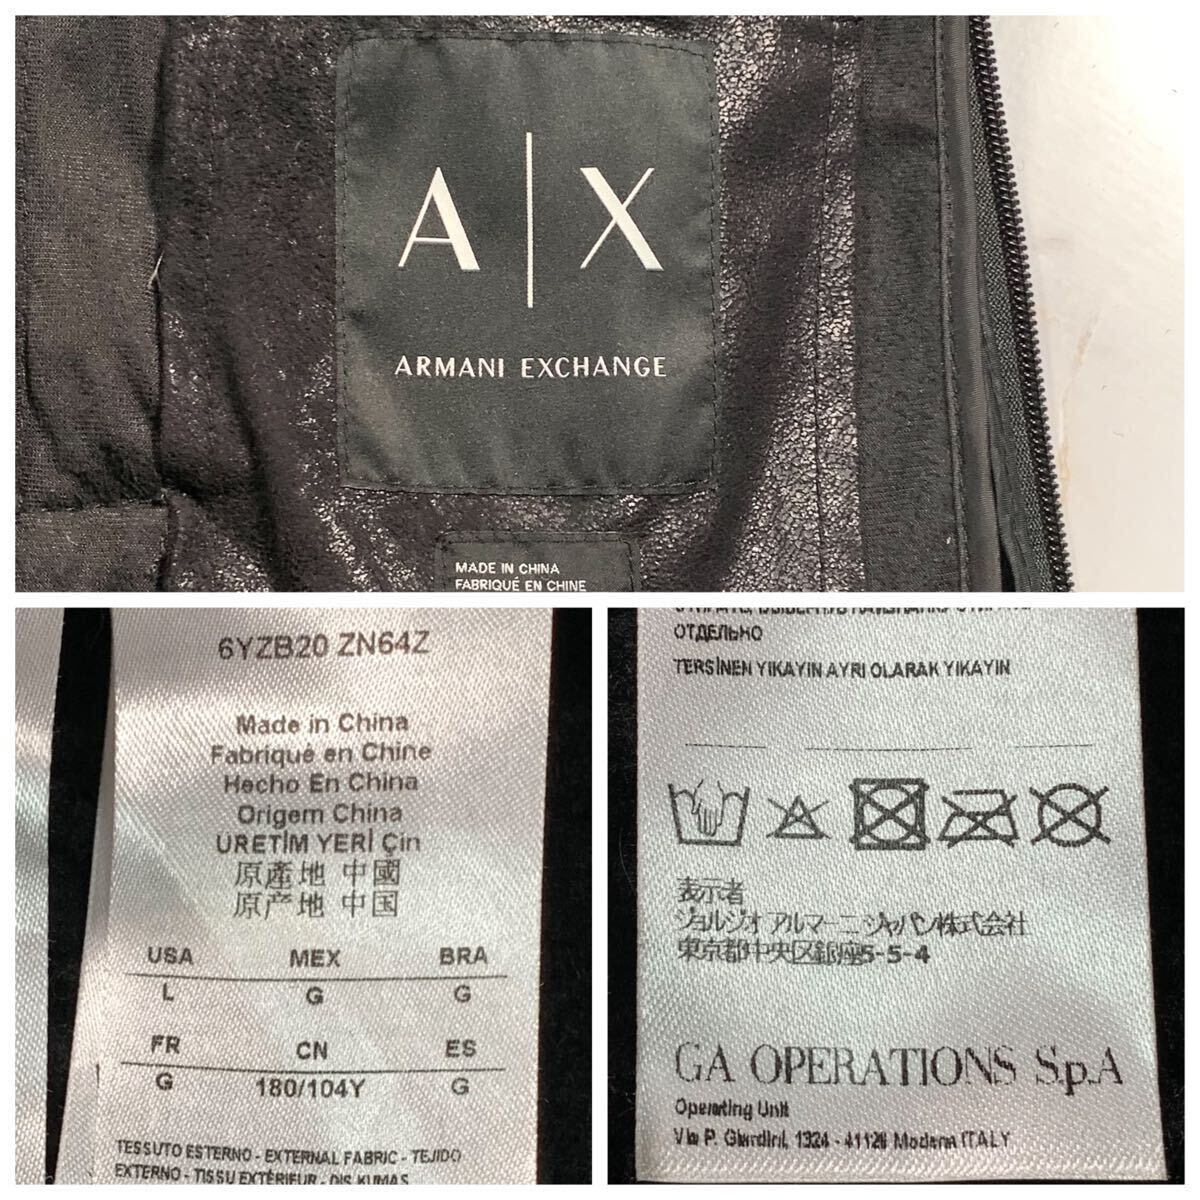 A|X
ARMANI EXCHANGE
MADE IN CHINA
FABRIQUÉ EN CHINE
6YZB20 ZN64Z
Made in China
Fabriqué en Chine
Hecho En China
Origem China
ÜRETİM YERİ Çin
原產地 中國
原产地 中国
USA MEX BRA
L G G
FR CN ES
G 180/104Y G
TESSUTO ESTERNO - EXTERNAL FABRIC - TEJIDO
EXTERNO - TISSU EXTÉRIEUR - DIŞ KUMAŞ
ОТДЕЛЬНО
TERSİNEN YIKAYIN AYRI OLARAK YIKAYIN
表示者
ジョルジオ アルマーニ ジャパン株式会社
東京都中央区銀座5-5-4
GA OPERATIONS S.p.A
Operating Unit
Via P. Giardini, 1324 - 41126 Modena ITALY